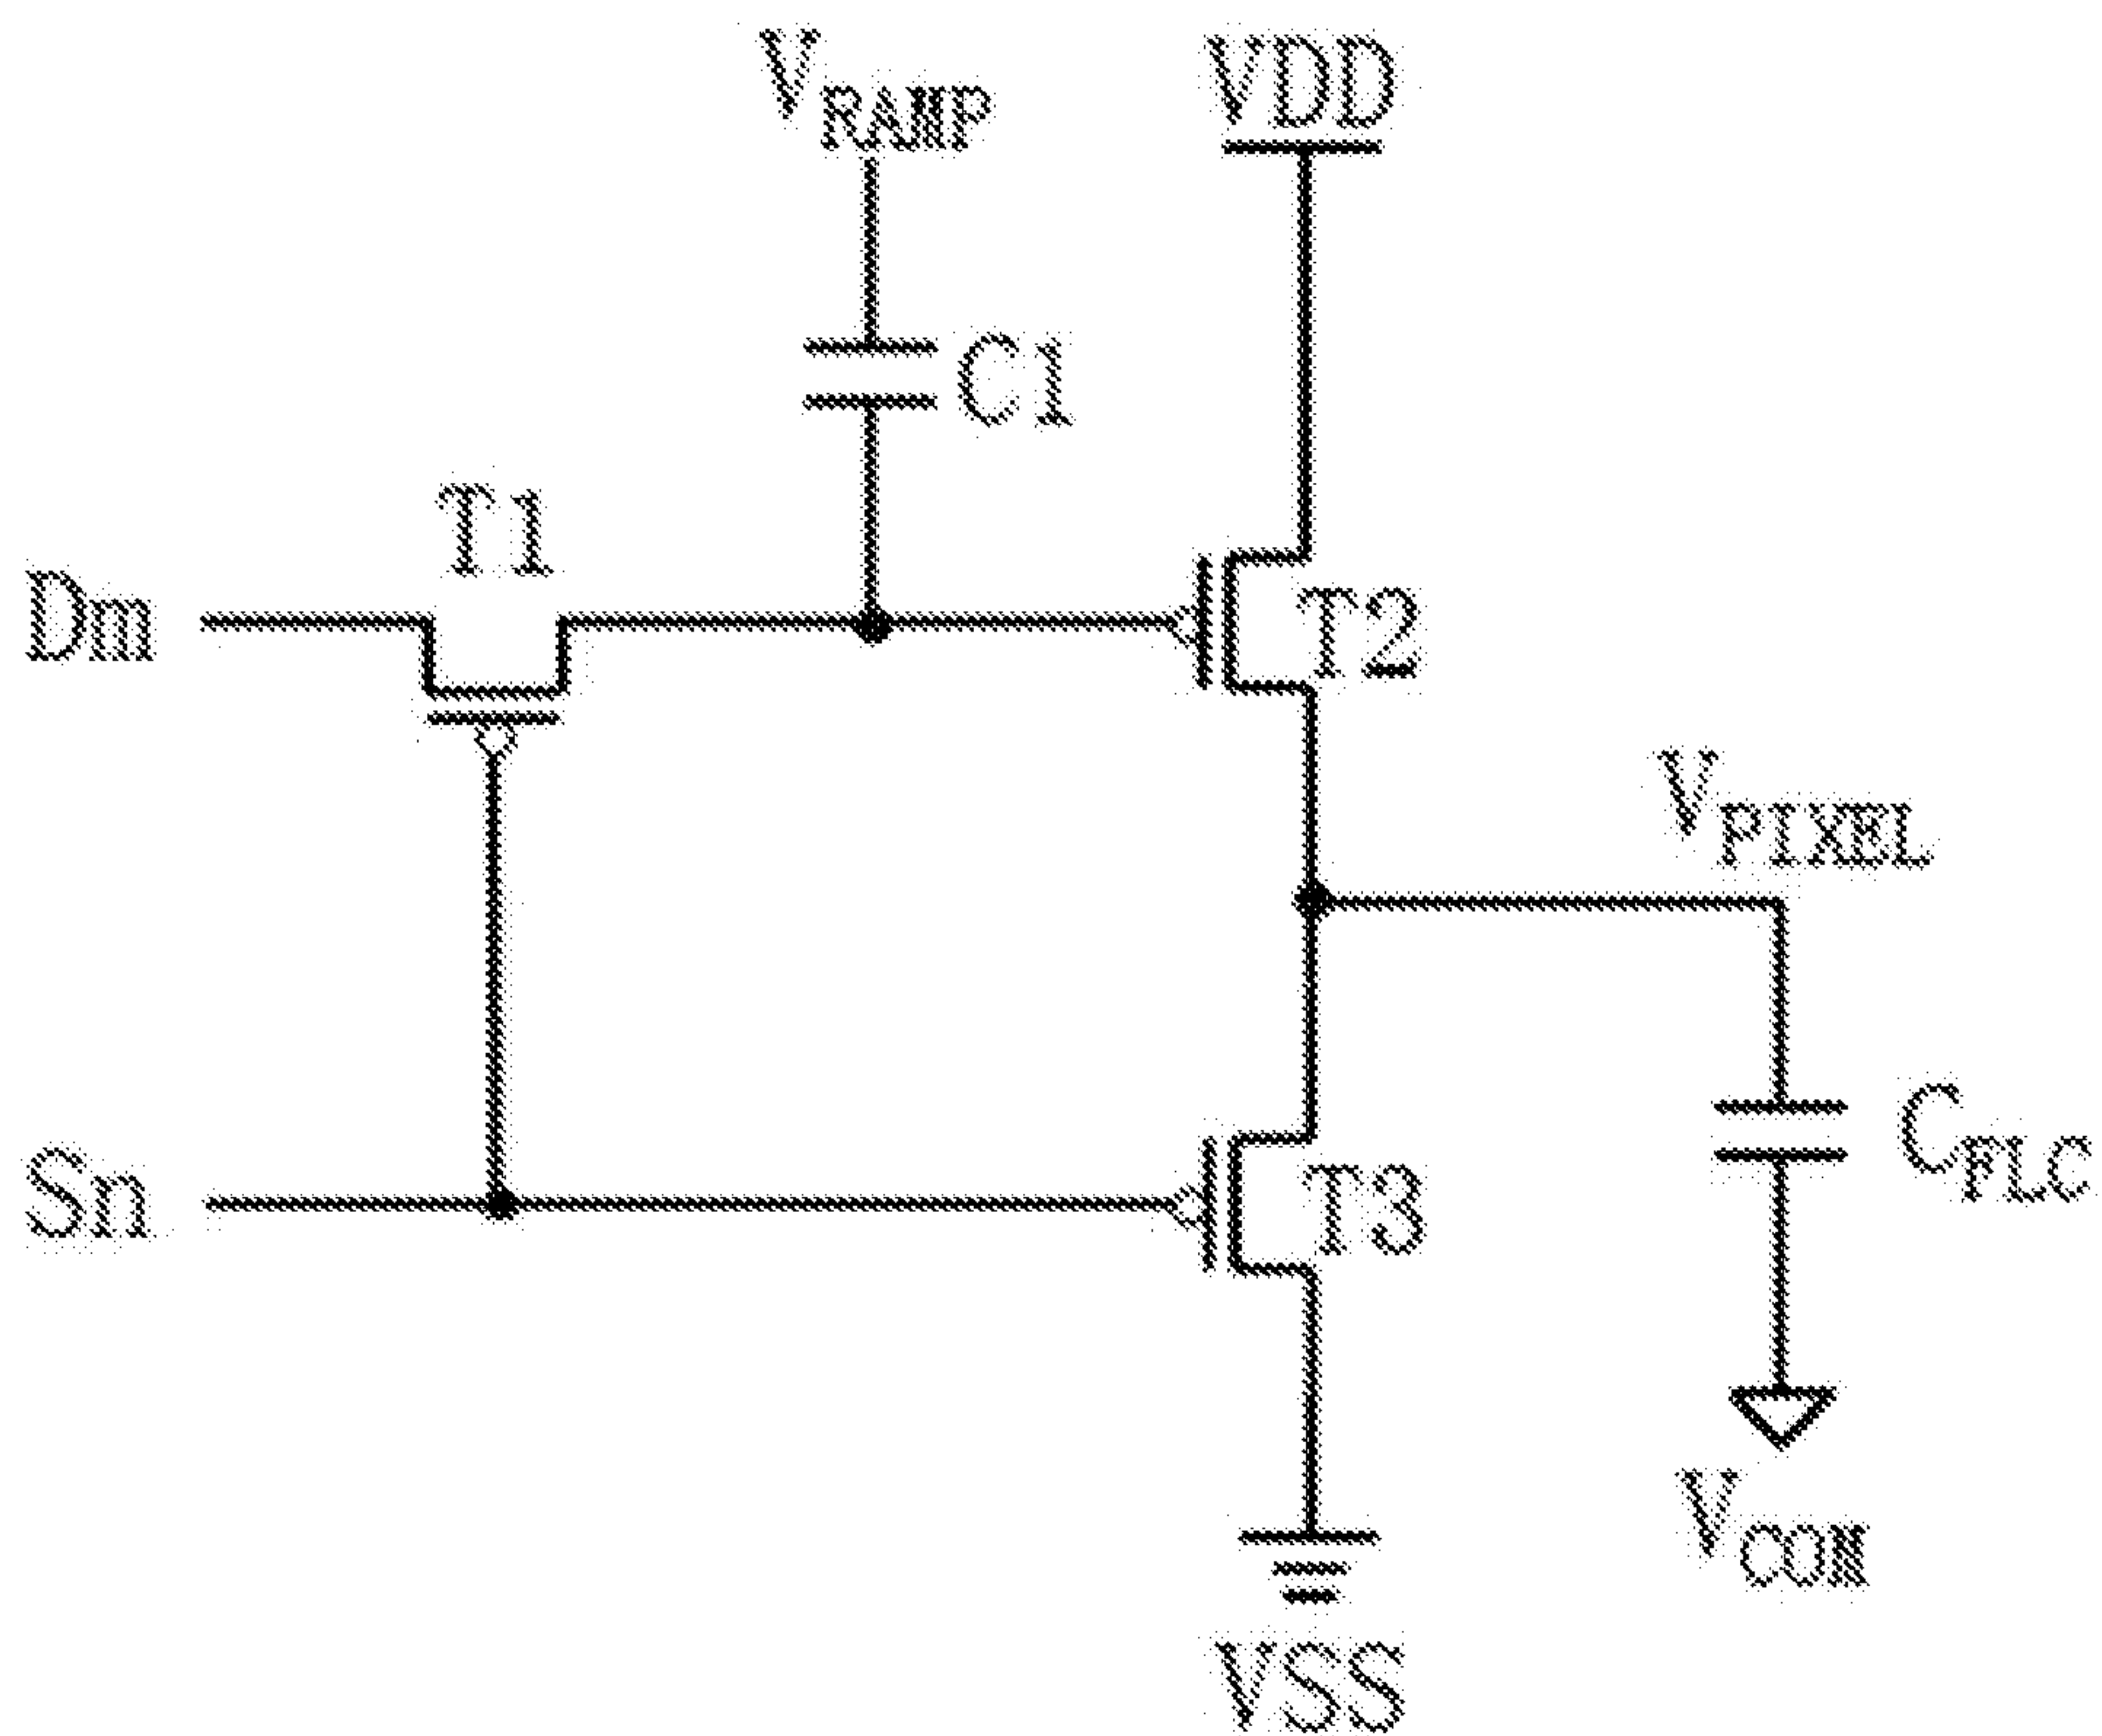 VRAMP
VDD
C1
T1
Dm
T2
VPIXEL
CFLC
Sn
T3
VCOM
VSS